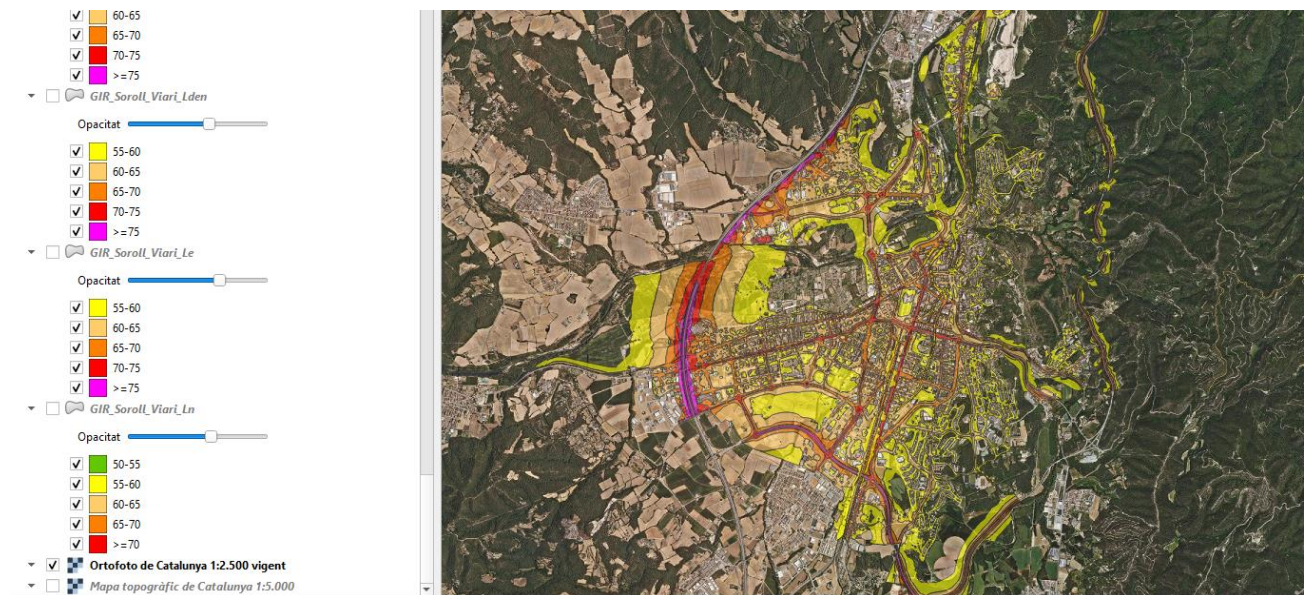 60-65
65-70
70-75
>=75
GIR_Soroll_Viari_Lden
Opacitat
55-60
60-65
65-70
70-75
>=75
GIR_Soroll_Viari_Le
Opacitat
55-60
60-65
65-70
70-75
>=75
GIR_Soroll_Viari_Ln
Opacitat
50-55
55-60
60-65
65-70
>=70
Ortofoto de Catalunya 1:2.500 vigent
Mapa topogràfic de Catalunya 1:5.000